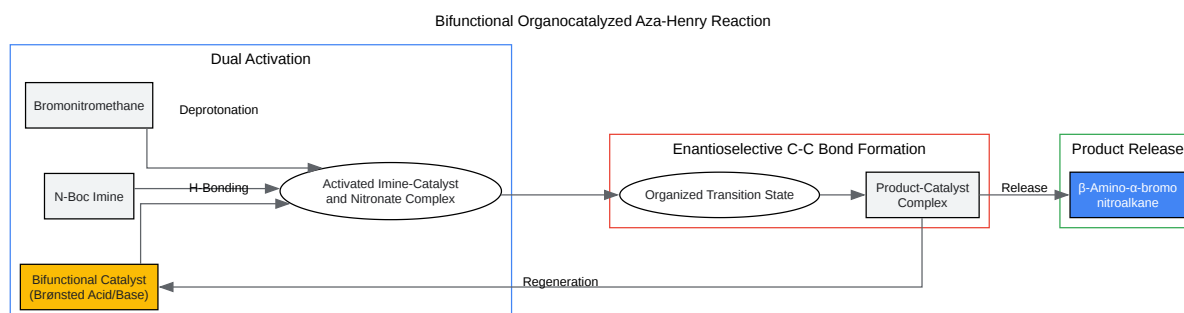 Bifunctional Organocatalyzed Aza-Henry Reaction
Dual Activation
Bromonitromethane
Deprotonation
N-Boc Imine
H-Bonding
Activated Imine-Catalyst
and Nitronate Complex
Bifunctional Catalyst
(Brønsted Acid/Base)
Enantioselective C-C Bond Formation
Organized Transition State
Product-Catalyst
Complex
Release
Regeneration
Product Release
β-Amino-α-bromo
nitroalkane